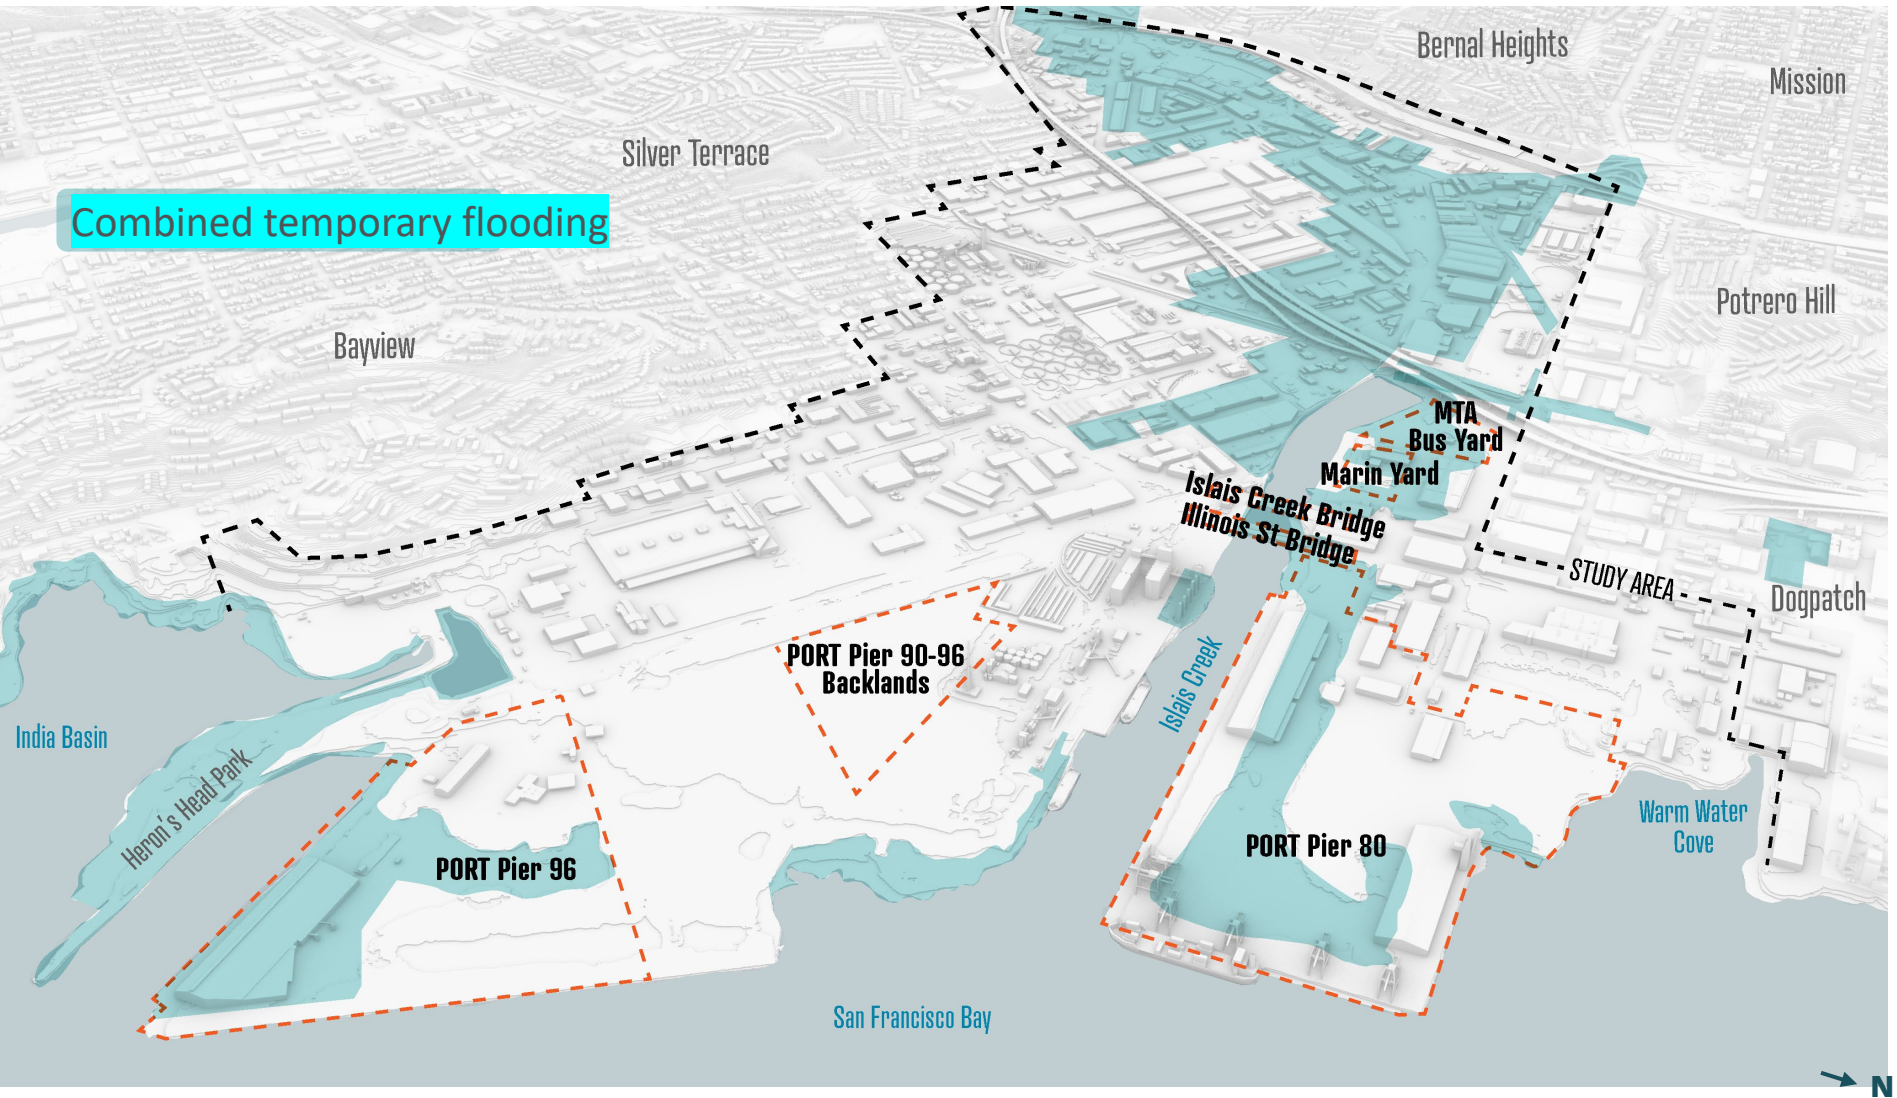 Bernal Heights
Mission
Silver Terrace
Combined temporary flooding
Potrero Hill
Bayview
MTA
Bus Yard
Marin Yard
Islais Creek Bridge
Illinois St Bridge
STUDY AREA
Dogpatch
PORT Pier 90-96
Backlands
Islais Creek
India Basin
Heron's Head Park
Warm Water
Cove
PORT Pier 80
PORT Pier 96
San Francisco Bay
N